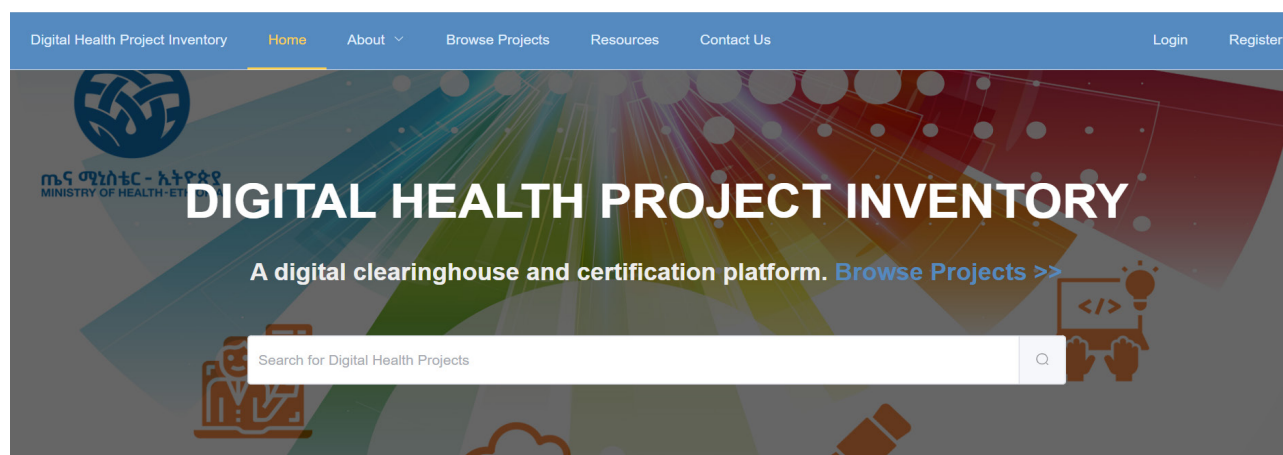 Digital Health Project Inventory Home About Browse Projects Resources Contact Us Login Register
ጤና ሚኒስቴር - ኢትዮጵያ
MINISTRY OF HEALTH-
DIGITAL HEALTH PROJECT INVENTORY
A digital clearinghouse and certification platform. Browse Projects >>
</>
Search for Digital Health Projects